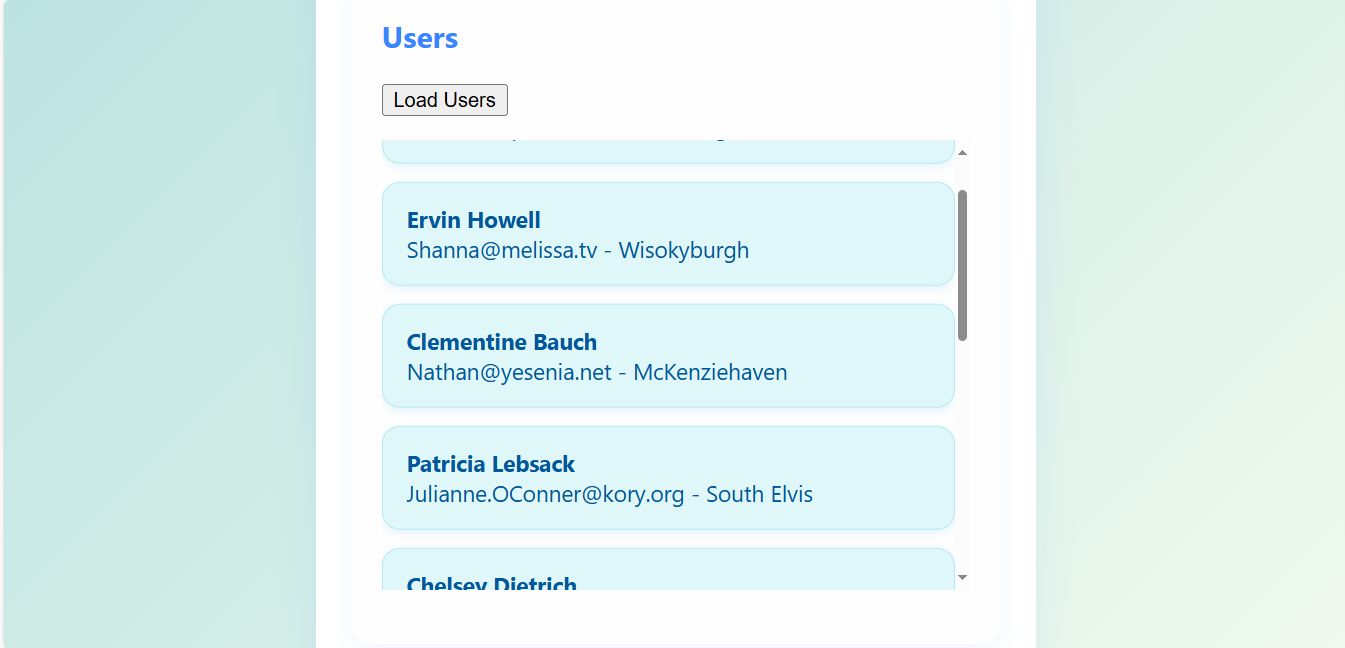 Users
Load Users
Ervin Howell
Shanna@melissa.tv - Wisokyburgh
Clementine Bauch
Nathan@yesenia.net - McKenziehaven
Patricia Lebsack
Julianne.OConner@kory.org - South Elvis
Chelsey Dietrich